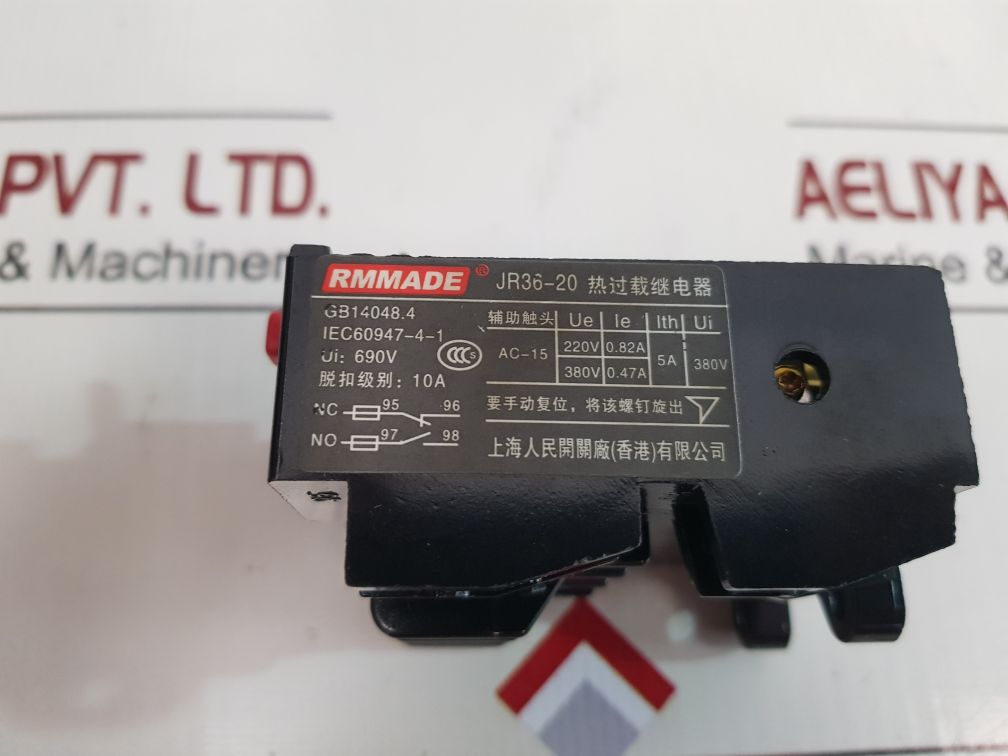 PVT. LTD.
& Machiner
AELIYA
Marine &
RMMADE ® JR36-20 热过载继电器
GB14048.4
IEC60947-4-1
Ui: 690V
脱扣级别: 10A
CCC S
辅助触头 Ue Ie Ith Ui
AC-15 220V 0.82A 5A 380V
380V 0.47A
NC 95 96
NO 97 98
要手动复位, 将该螺钉旋出
上海人民開關廠(香港)有限公司